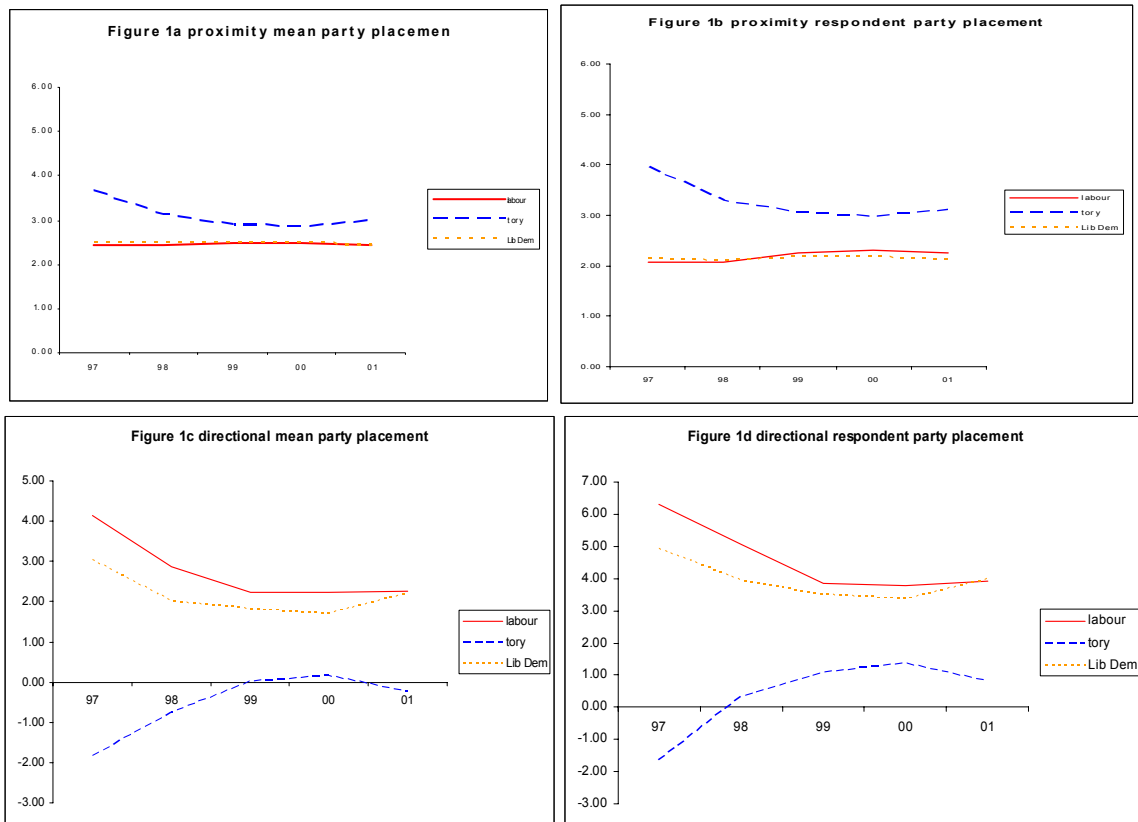 Figure 1a proximity mean party placemen
6.00
5.00
4.00
3.00
2.00
1.00
0.00
97 98 99 00 01
labour
tory
Lib Dem
Figure 1b proximity respondent party placement
6.00
5.00
4.00
3.00
2.00
1.00
0.00
97 98 99 00 01
labour
tory
Lib Dem
Figure 1c directional mean party placement
5.00
4.00
3.00
2.00
1.00
0.00
-1.00
-2.00
-3.00
97 98 99 00 01
labour
tory
Lib Dem
Figure 1d directional respondent party placement
7.00
6.00
5.00
4.00
3.00
2.00
1.00
0.00
-1.00
-2.00
-3.00
97 98 99 00 01
labour
tory
Lib Dem